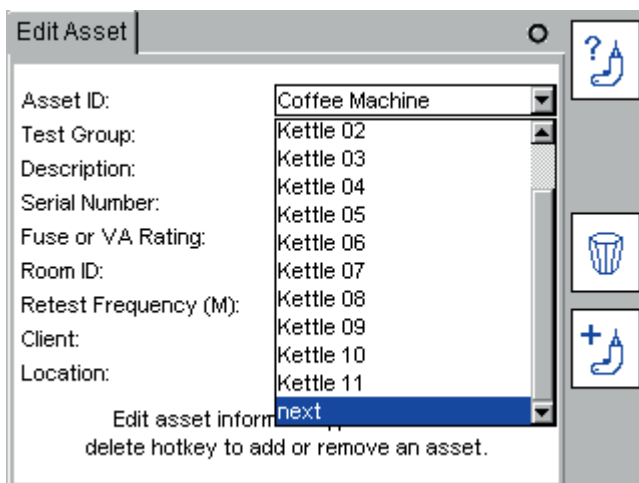 Edit Asset
?
Asset ID: Coffee Machine
Test Group: Kettle 02
Kettle 03
Description: Kettle 04
Serial Number: Kettle 05
Fuse or VA Rating: Kettle 06
Room ID: Kettle 07
Retest Frequency (M): Kettle 08
Kettle 09
Client: Kettle 10
Location: Kettle 11
next
+
Edit asset
delete hotkey to add or remove an asset.